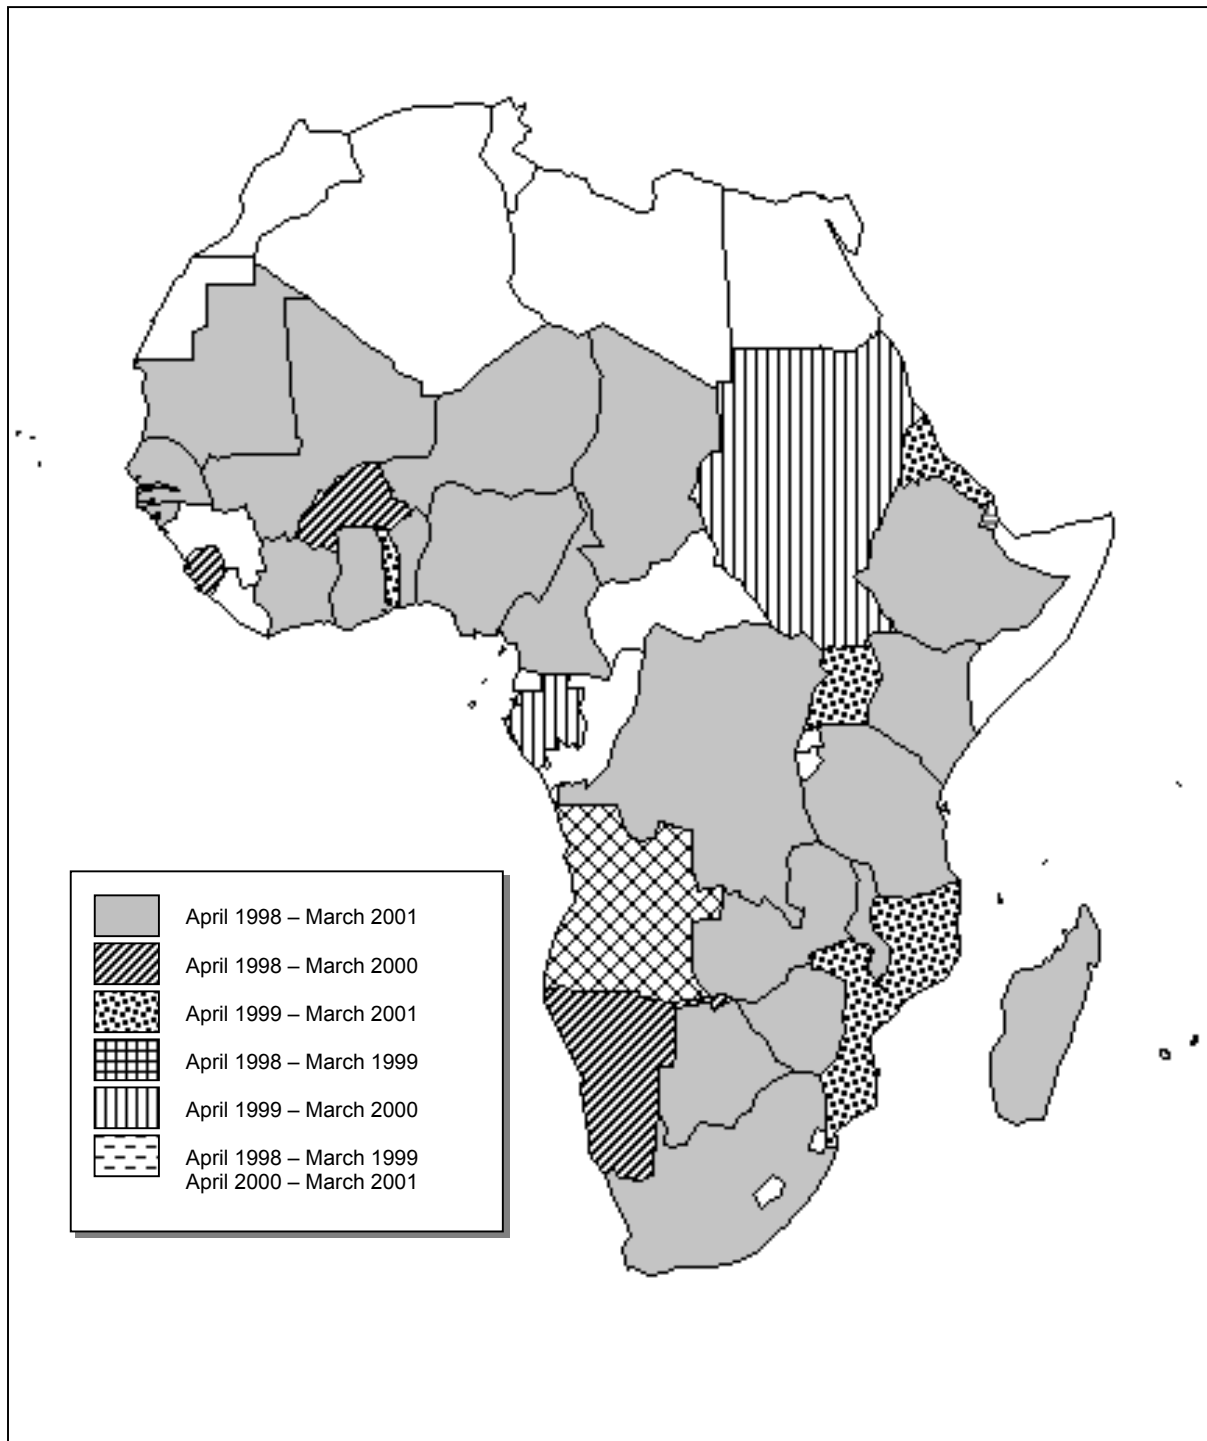 April 1998 – March 2001
April 1998 – March 2000
April 1999 – March 2001
April 1998 – March 1999
April 1999 – March 2000
April 1998 – March 1999
April 2000 – March 2001